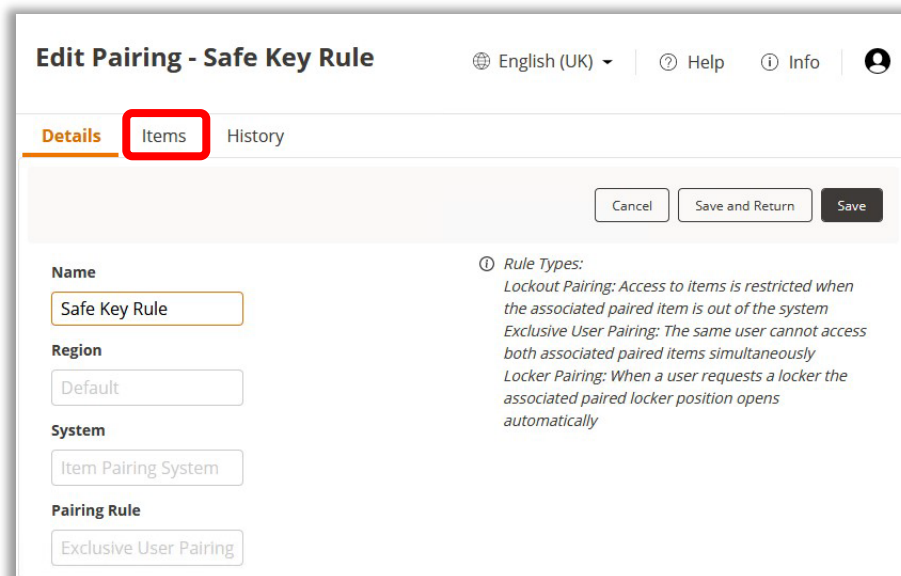 Edit Pairing - Safe Key Rule
English (UK)
Help
Info
Details
Items
History
Cancel
Save and Return
Save
Name
Safe Key Rule
Region
Default
System
Item Pairing System
Pairing Rule
Exclusive User Pairing
Rule Types:
Lockout Pairing: Access to items is restricted when
the associated paired item is out of the system
Exclusive User Pairing: The same user cannot access
both associated paired items simultaneously
Locker Pairing: When a user requests a locker the
associated paired locker position opens
automatically